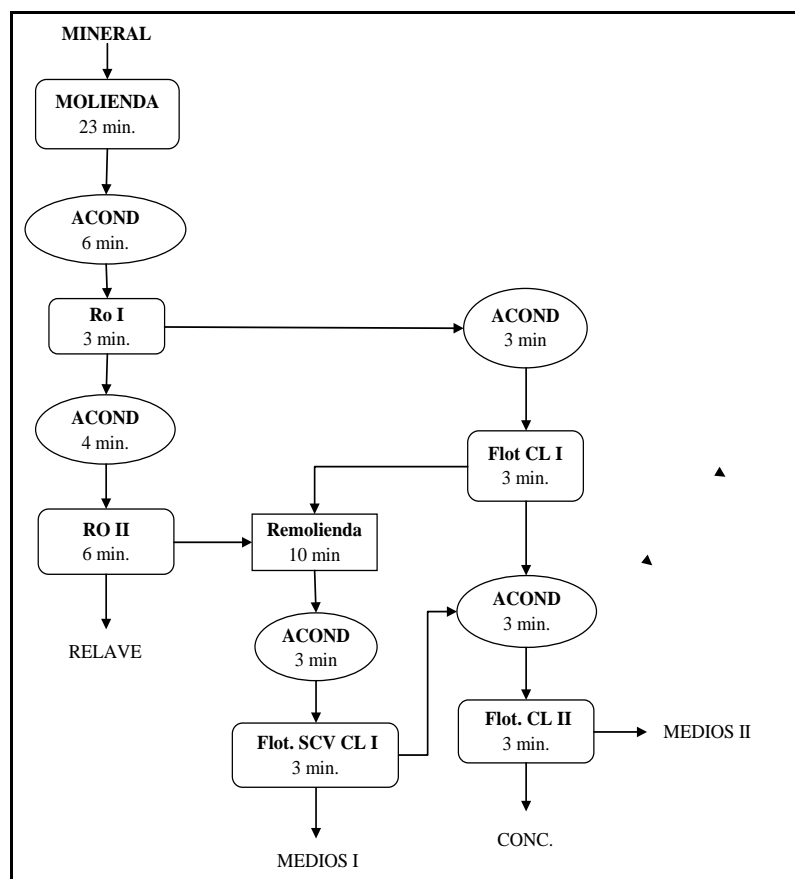 MINERAL
MOLIENDA
23 min.
ACOND
6 min.
Ro I
3 min.
ACOND
3 min
ACOND
4 min.
Flot CL I
3 min.
RO II
6 min.
Remolienda
10 min
RELAVE
ACOND
3 min
ACOND
3 min.
Flot. SCV CL I
3 min.
Flot. CL II
3 min.
MEDIOS II
MEDIOS I
CONC.